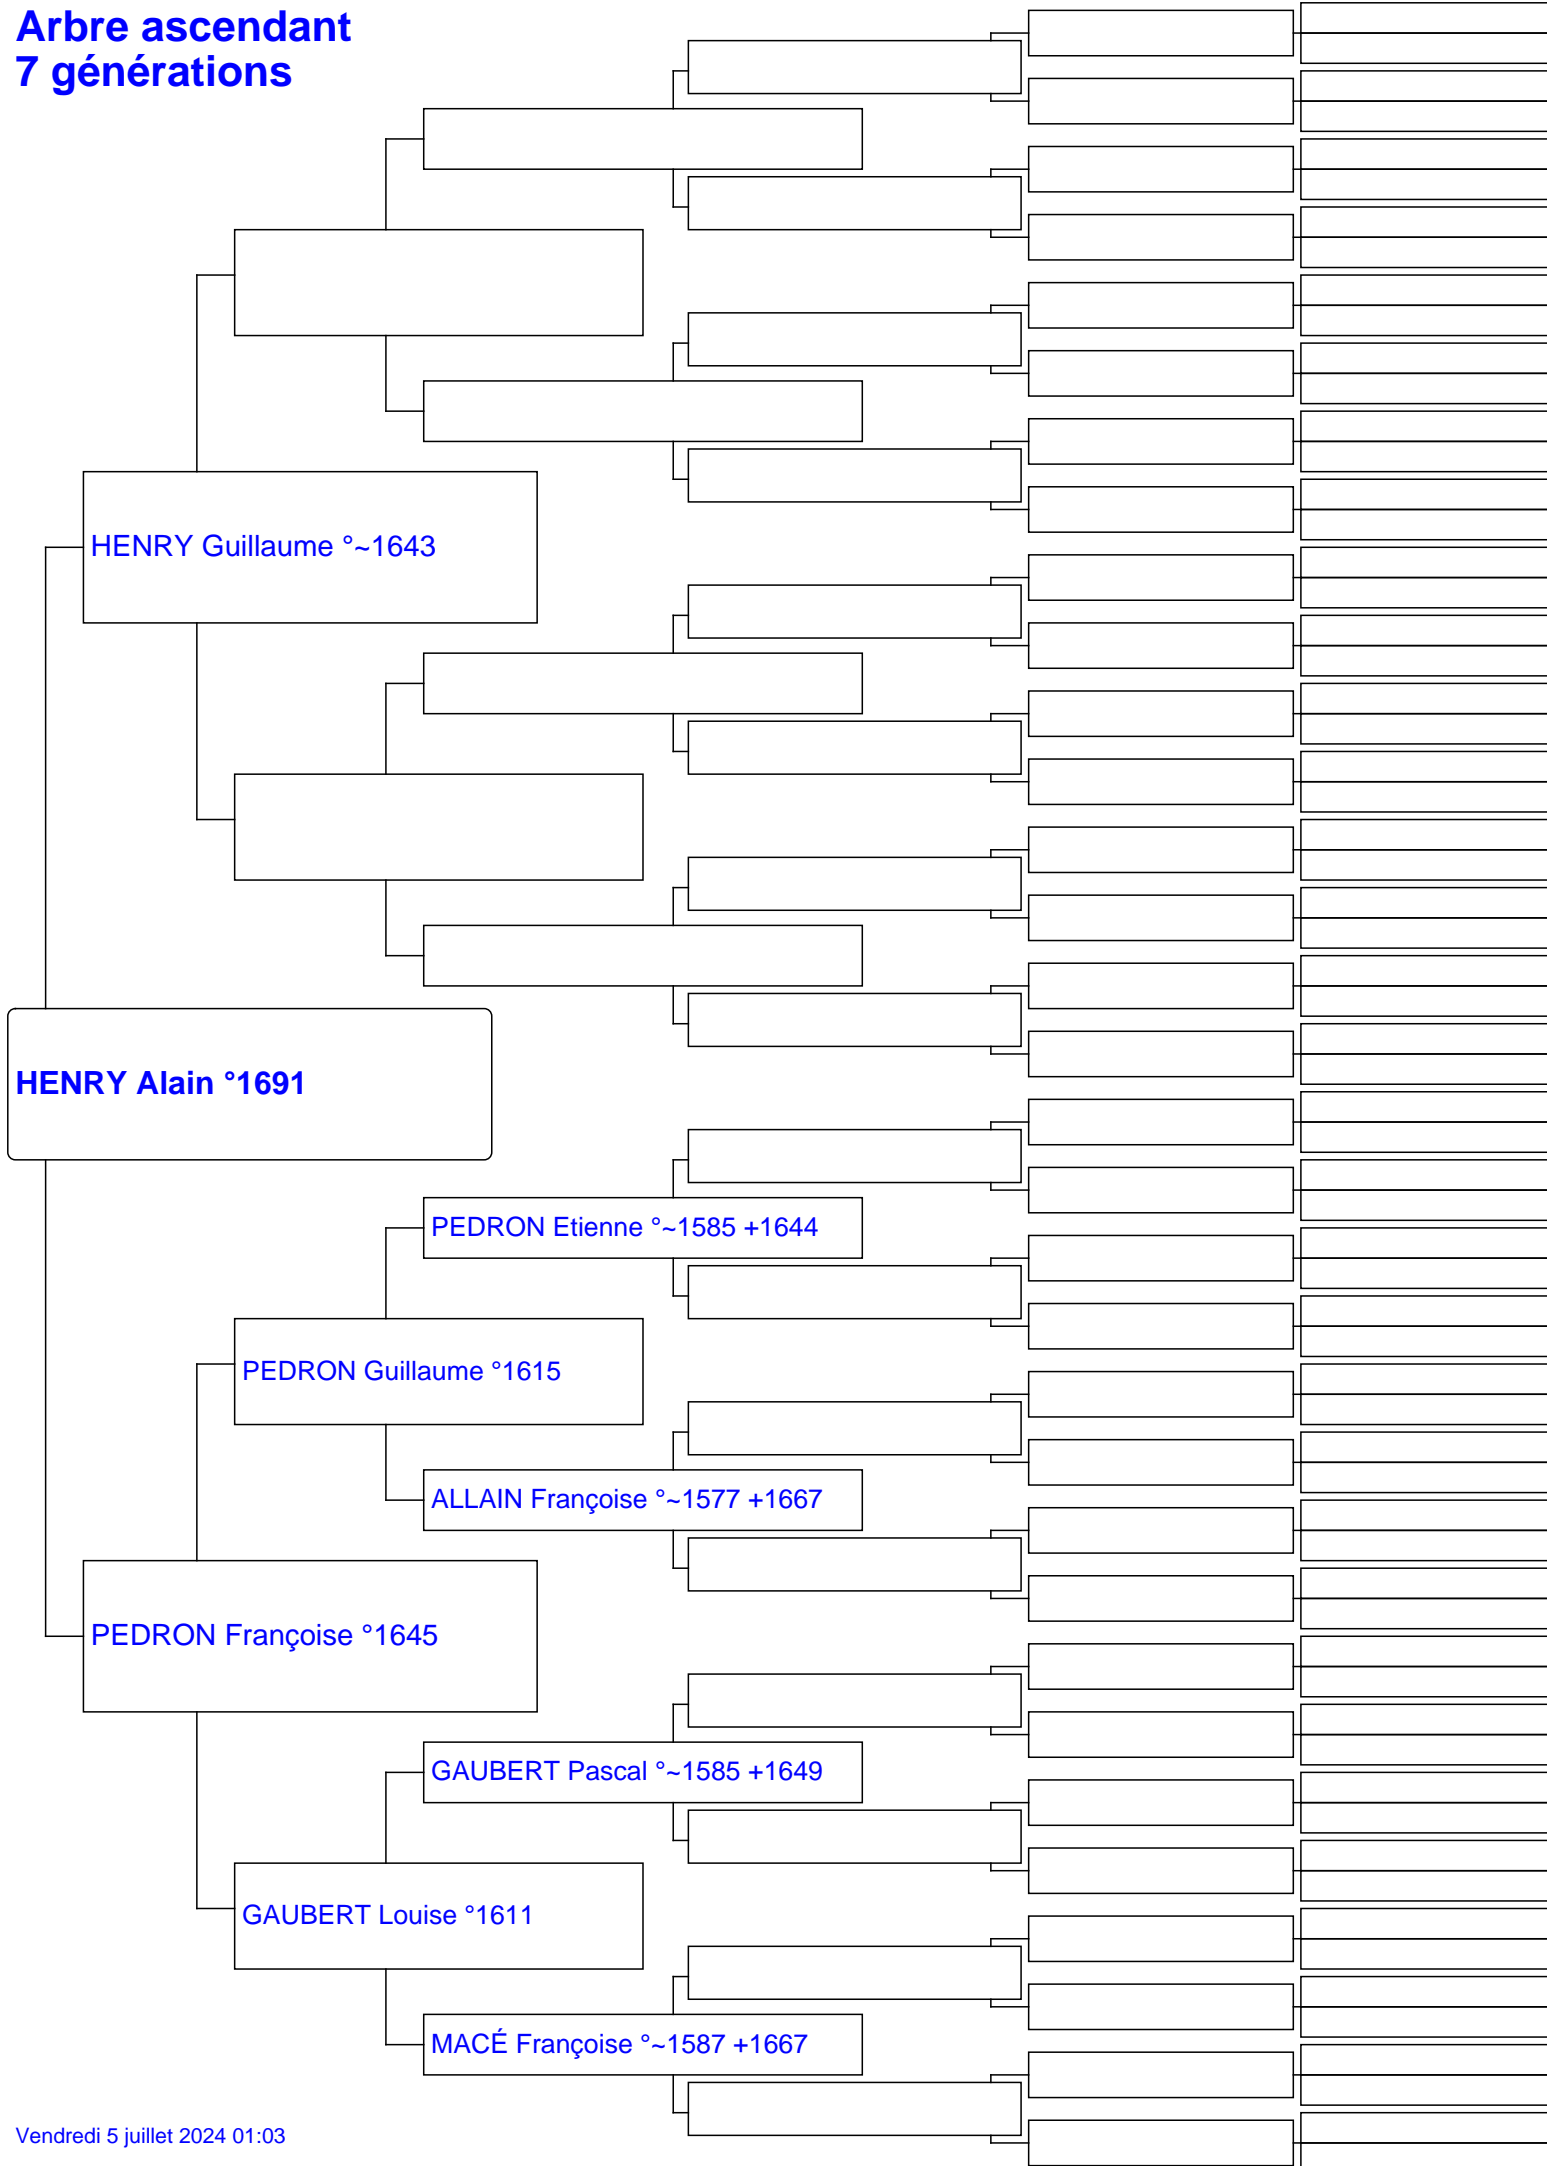 Arbre ascendant
7 générations
HENRY Guillaume °~1643
HENRY Alain °1691
PEDRON Etienne °~1585 +1644
PEDRON Guillaume °1615
ALLAIN Françoise °~1577 +1667
PEDRON Françoise °1645
GAUBERT Pascal °~1585 +1649
GAUBERT Louise °1611
MACÉ Françoise °~1587 +1667
Vendredi 5 juillet 2024 01:03